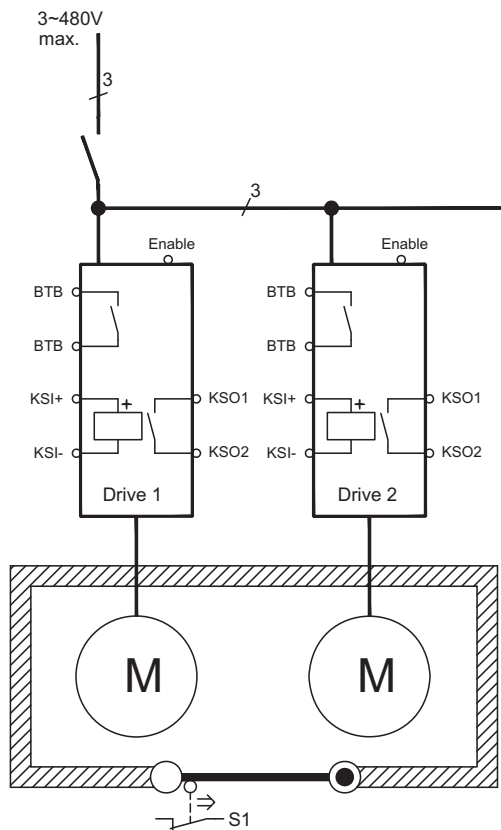 3~480V
max.
3
3
Enable
Enable
BTB
BTB
BTB
BTB
KSI+
KSO1
KSI+
KSO1
KSI-
KSO2
KSI-
KSO2
Drive 1
Drive 2
M
M
S1